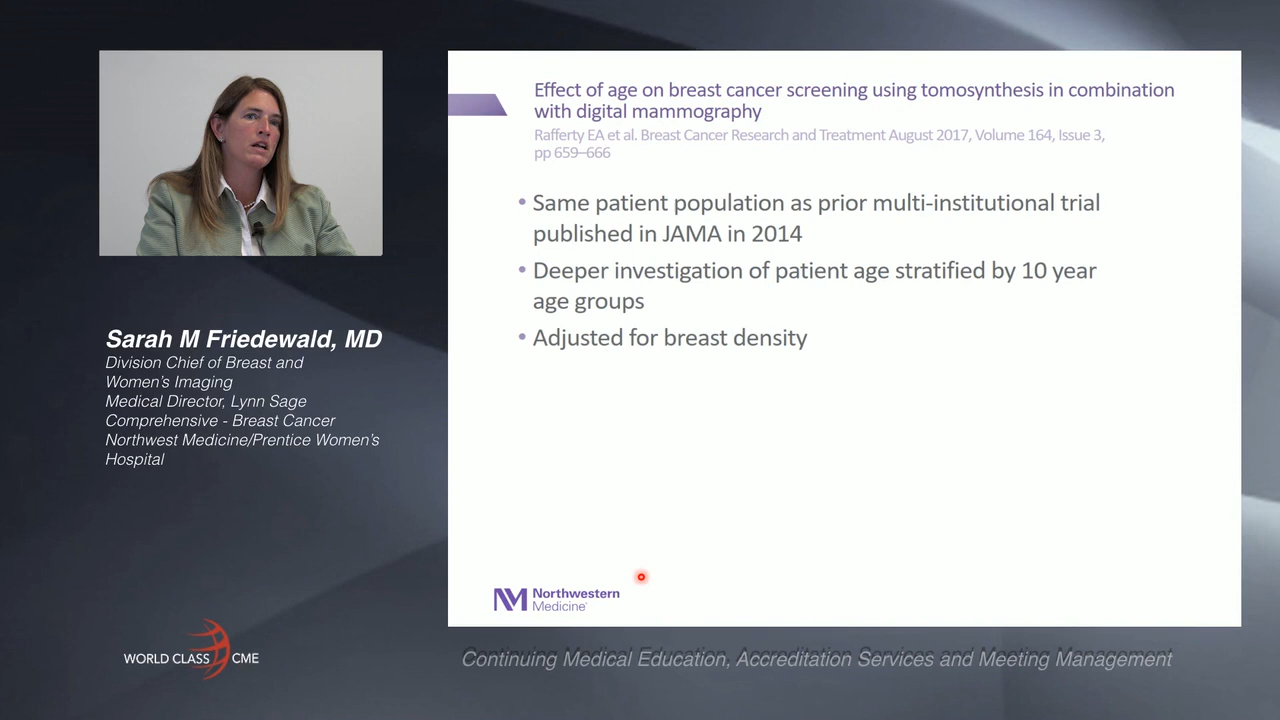 Effect of age on breast cancer screening using tomosynthesis in combination
with digital mammography
Rafferty EA et al. Breast Cancer Research and Treatment August 2017, Volume 164, Issue 3,
pp 659–666
• Same patient population as prior multi-institutional trial
published in JAMA in 2014
• Deeper investigation of patient age stratified by 10 year
age groups
• Adjusted for breast density
Northwestern
Medicine
Sarah M Friedewald, MD
Division Chief of Breast and
Women's Imaging
Medical Director, Lynn Sage
Comprehensive - Breast Cancer
Northwest Medicine/Prentice Women's
Hospital
WORLD CLASS CME
Continuing Medical Education, Accreditation Services and Meeting Management